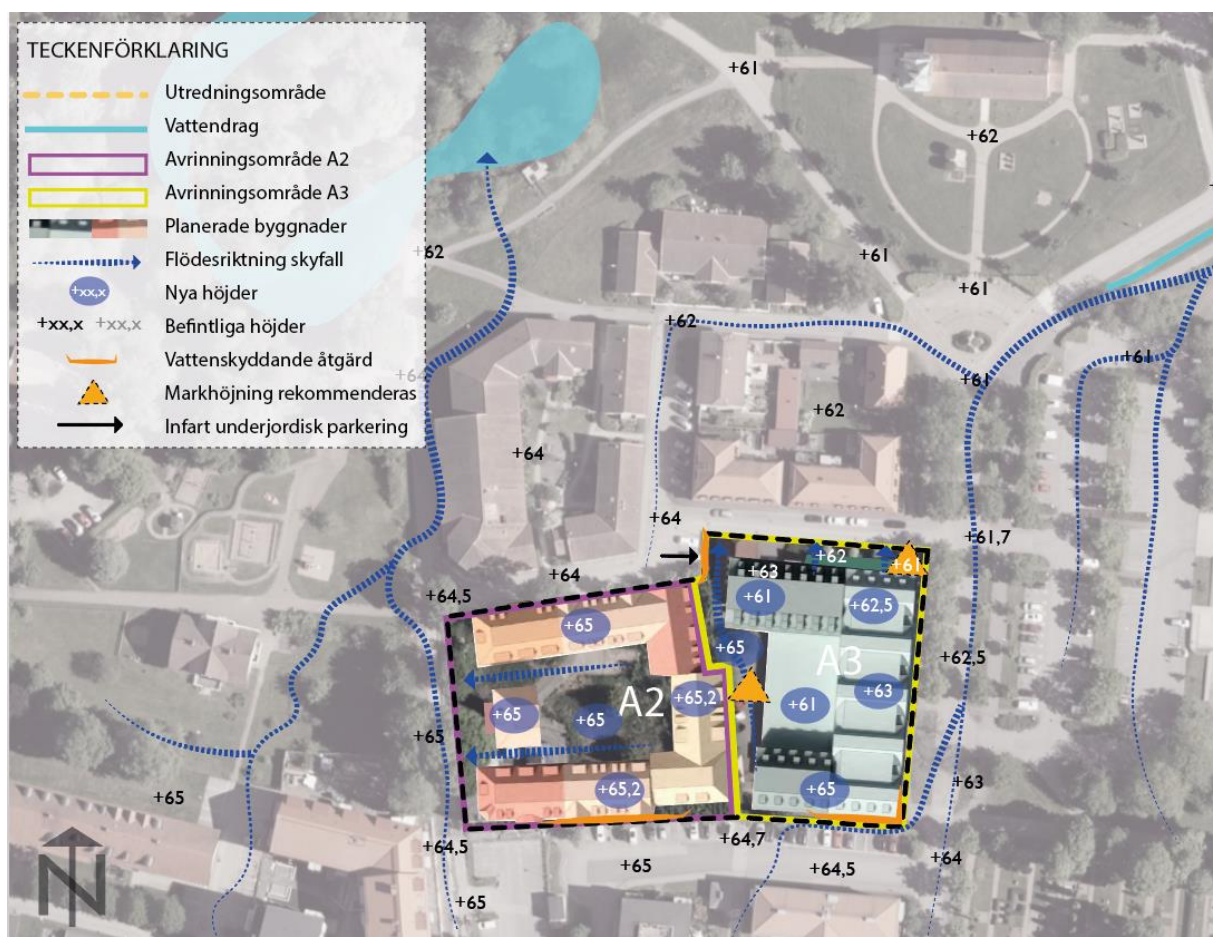 TECKENFÖRKLARING
Utredningsområde
Vattendrag
Avrinningsområde A2
Avrinningsområde A3
Planerade byggnader
Flödesriktning skyfall
+xx,x
Nya höjder
+xx,x +xx,x
Befintliga höjder
Vattenskyddande åtgärd
Markhöjning rekommenderas
Infart underjordisk parkering
+61
+62
+62
+61
+61
+62
+61
+61
+64
+62
+64
+64
+61,7
+62
+63
+61
+64
+64,5
+65
+61
+62,5
+65
A3
+62,5
+65
A2
+65,2
+63
+65
+65
+61
+65
+65
+65,2
+65
+63
+64,5
+64,7
+65
+64,5
+64
+65
N